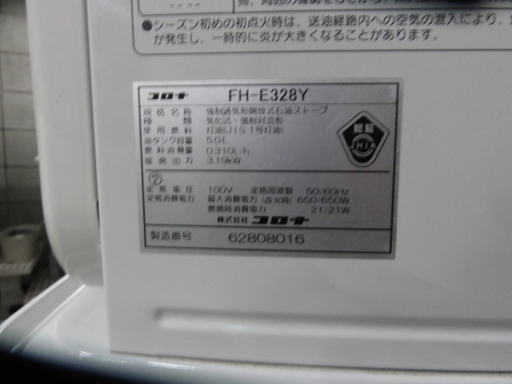 ●シーズン初めの初点火時は、送油経路内への空気の混入により、
が発生し、一時的に炎が大きくなることがあります。
コロナ FH-E328Y
規格名 強制通気形開放式石油ストーブ
種類 気化式・強制対流形
使用燃料 灯油(JIS1号灯油)
油タンク容量 5.0L
燃料消費量 0.310L/h
暖房出力 3.19kW
定格電圧 100V 定格周波数 50/60Hz
定格消費電力 最大消費電力(点火時)650/650W
燃焼時消費電力 21/21W
株式会社 コロナ
製造番号 62808016
認証
JHIA